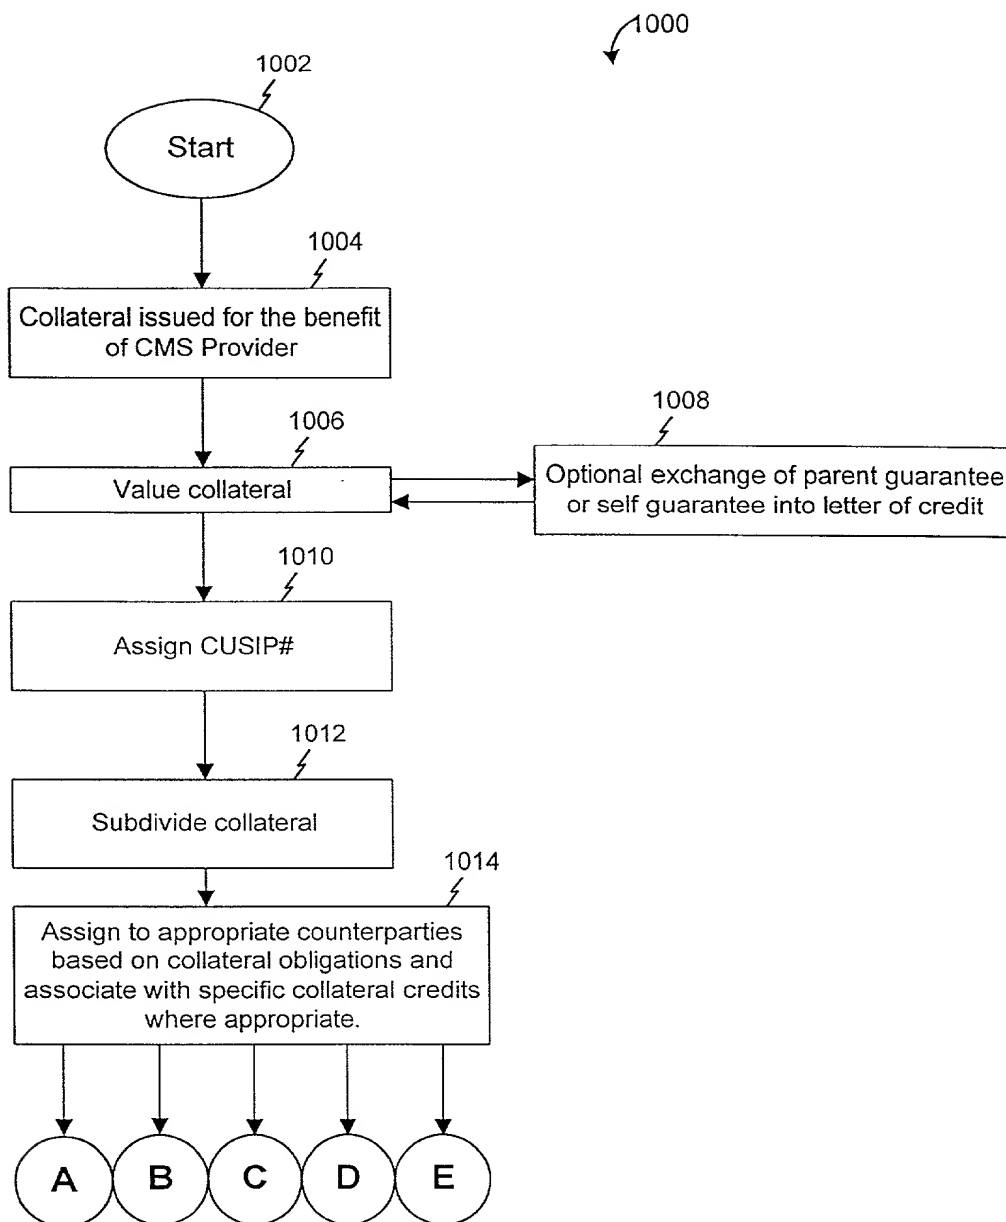 1000
1002
Start
1004
Collateral issued for the benefit
of CMS Provider
1006
Value collateral
1008
Optional exchange of parent guarantee
or self guarantee into letter of credit
1010
Assign CUSIP#
1012
Subdivide collateral
1014
Assign to appropriate counterparties
based on collateral obligations and
associate with specific collateral credits
where appropriate.
A B C D E